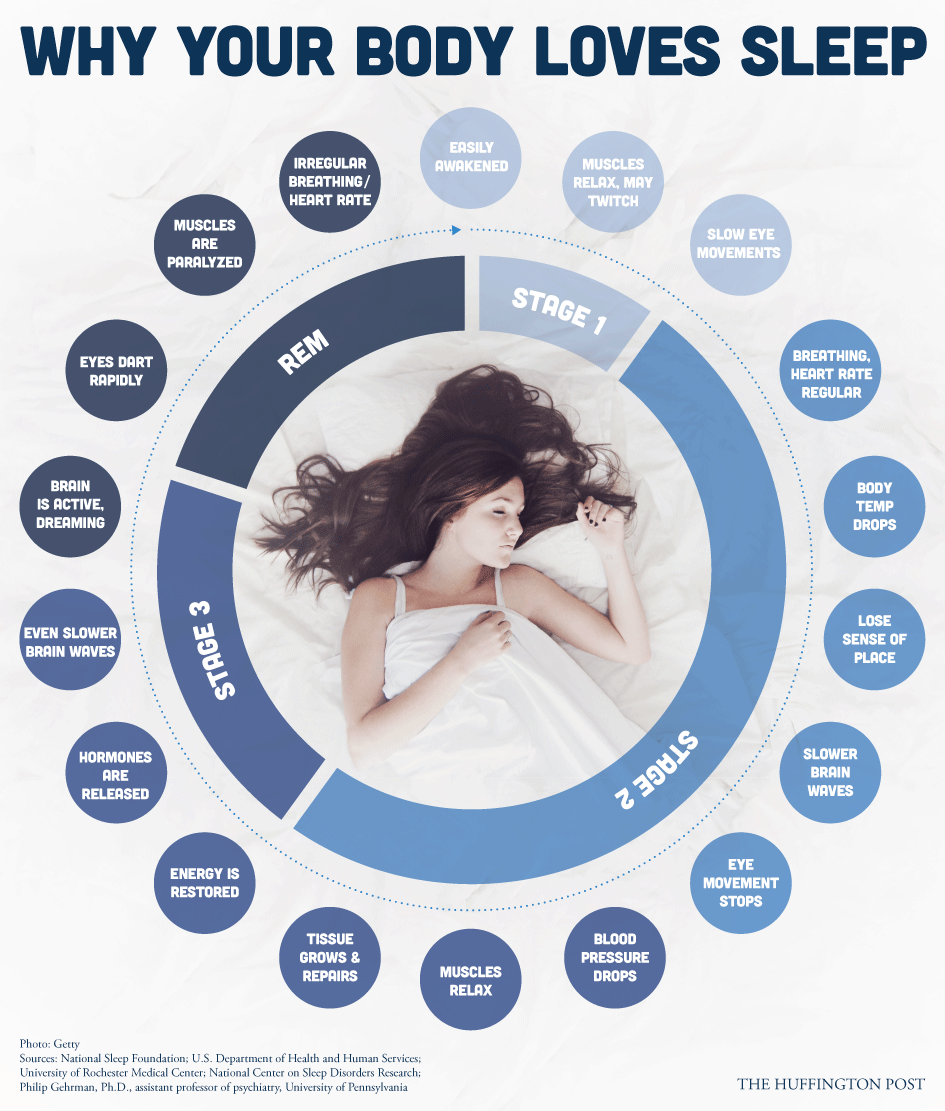 WHY YOUR BODY LOVES SLEEP
EASILY
AWAKENED
MUSCLES
RELAX, MAY
TWITCH
SLOW EYE
MOVEMENTS
BREATHING,
HEART RATE
REGULAR
BODY
TEMP
DROPS
LOSE
SENSE OF
PLACE
SLOWER
BRAIN
WAVES
EYE
MOVEMENT
STOPS
BLOOD
PRESSURE
DROPS
MUSCLES
RELAX
TISSUE
GROWS &
REPAIRS
ENERGY IS
RESTORED
HORMONES
ARE
RELEASED
EVEN SLOWER
BRAIN WAVES
BRAIN
IS ACTIVE,
DREAMING
EYES DART
RAPIDLY
MUSCLES
ARE
PARALYZED
IRREGULAR
BREATHING/
HEART RATE
STAGE 1
STAGE 2
STAGE 3
REM
Photo: Getty
Sources: National Sleep Foundation; U.S. Department of Health and Human Services;
University of Rochester Medical Center; National Center on Sleep Disorders Research;
Philip Gehrman, Ph.D., assistant professor of psychiatry, University of Pennsylvania
THE HUFFINGTON POST